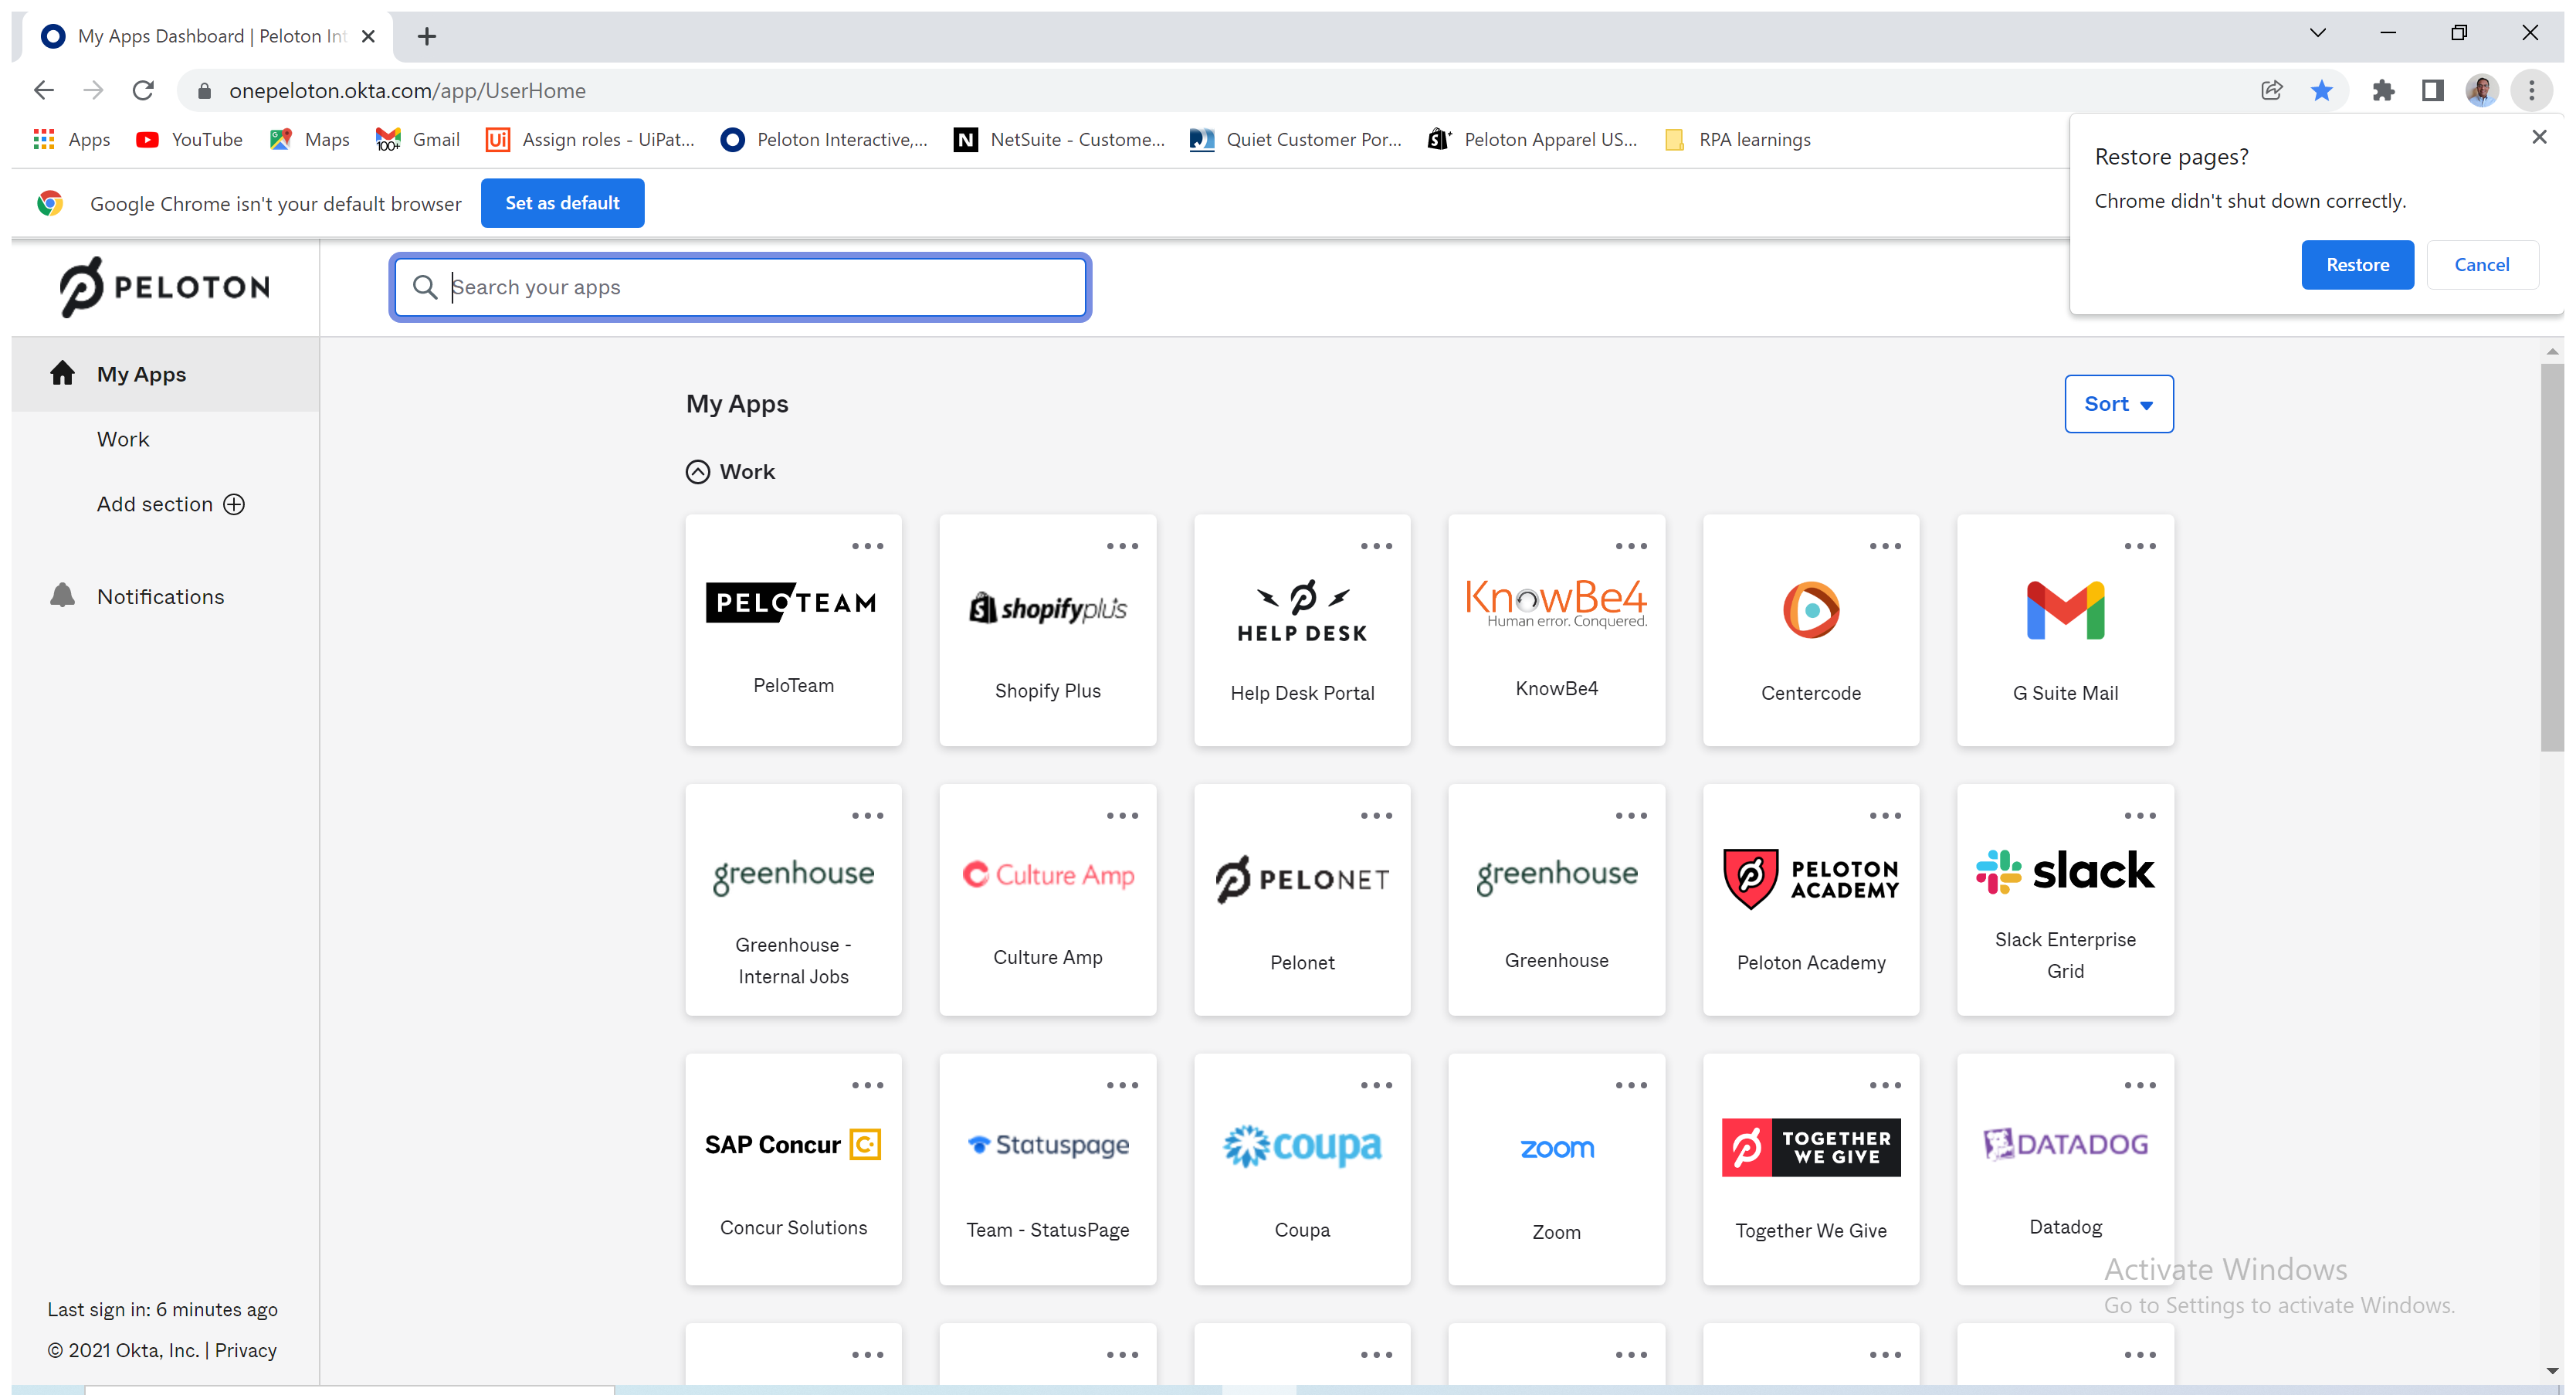 My Apps Dashboard | Peloton Int
onepeloton.okta.com/app/UserHome
Apps
YouTube
Maps
100+
Gmail
Ui
Assign roles - UiPat...
Peloton Interactive,...
N
NetSuite - Custome...
Quiet Customer Por...
Peloton Apparel US...
RPA learnings
Restore pages?
Chrome didn't shut down correctly.
Restore
Cancel
Google Chrome isn't your default browser
Set as default
PELOTON
Search your apps
My Apps
Work
Add section
Notifications
My Apps
Sort
Work
PELOTEAM
PeloTeam
shopifyplus
Shopify Plus
HELP DESK
Help Desk Portal
KnowBe4
Human error. Conquered.
KnowBe4
Centercode
G Suite Mail
greenhouse
Greenhouse -
Internal Jobs
Culture Amp
Culture Amp
PELONET
Pelonet
greenhouse
Greenhouse
PELOTON
ACADEMY
Peloton Academy
slack
Slack Enterprise
Grid
SAP Concur
Concur Solutions
Statuspage
Team - StatusPage
coupa
Coupa
zoom
Zoom
TOGETHER
WE GIVE
Together We Give
DATADOG
Datadog
Activate Windows
Go to Settings to activate Windows.
Last sign in: 6 minutes ago
© 2021 Okta, Inc. | Privacy